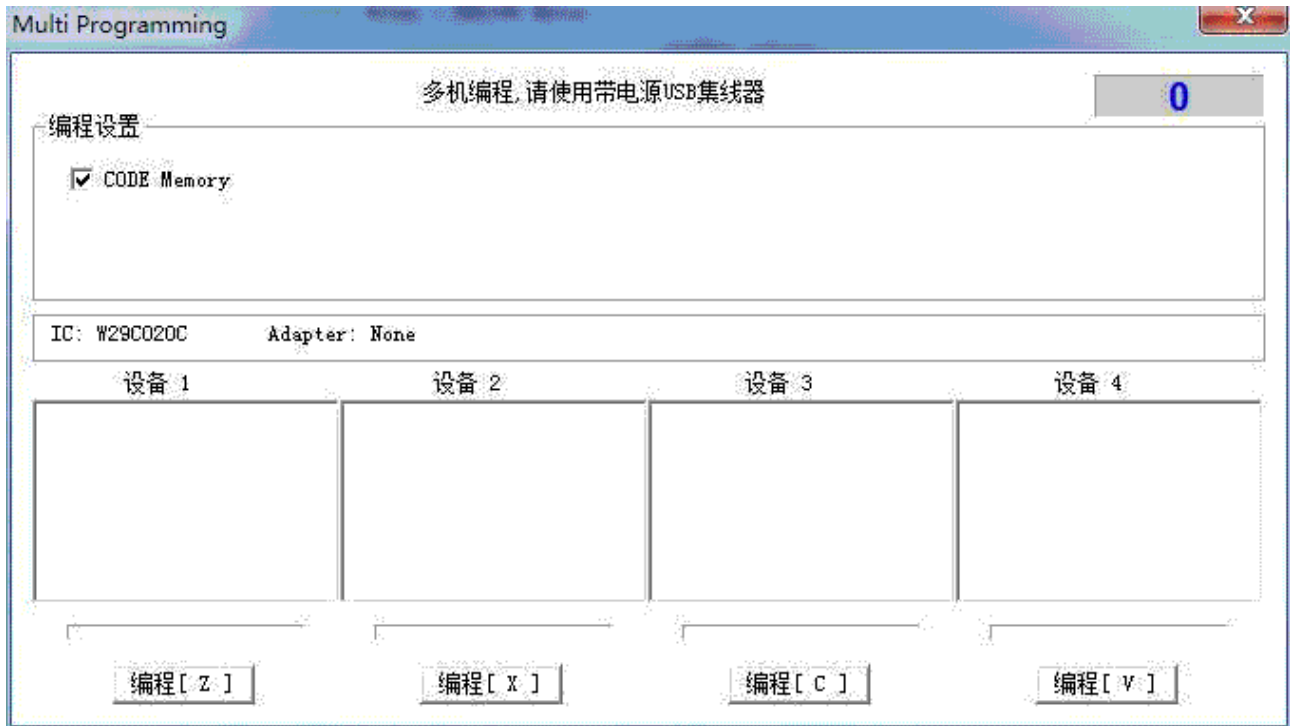 Multi Programming
多机编程,请使用带电源USB集线器
0
编程设置
CODE Memory
IC: W29C020C Adapter: None
设备 1 设备 2 设备 3 设备 4
编程[ Z ] 编程[ X ] 编程[ C ] 编程[ V ]